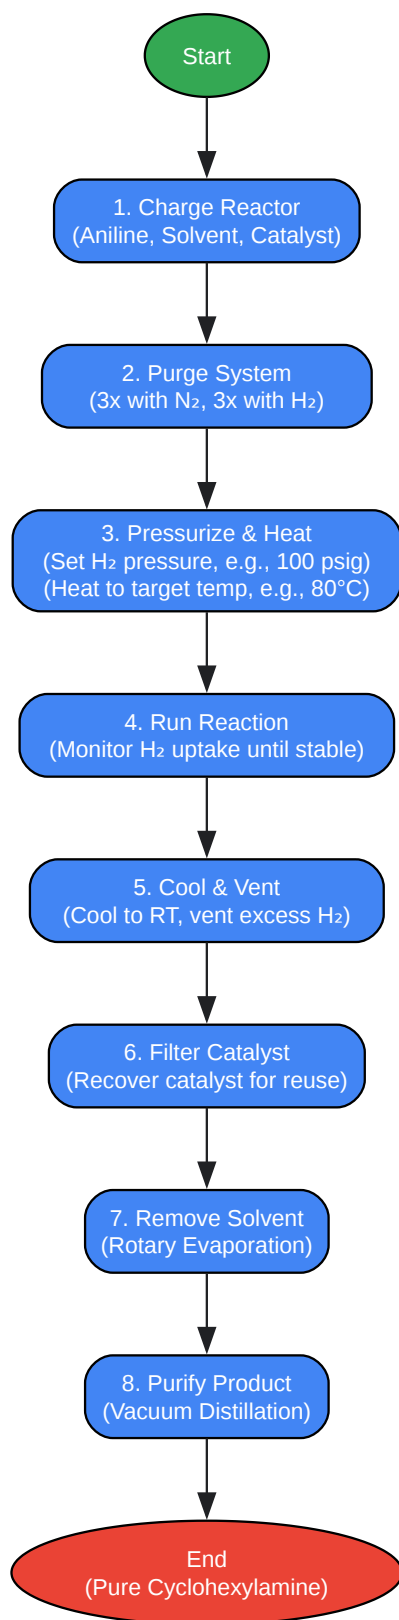 Start
1. Charge Reactor
(Aniline, Solvent, Catalyst)
2. Purge System
(3x with N₂, 3x with H₂)
3. Pressurize & Heat
(Set H₂ pressure, e.g., 100 psig)
(Heat to target temp, e.g., 80°C)
4. Run Reaction
(Monitor H₂ uptake until stable)
5. Cool & Vent
(Cool to RT, vent excess H₂)
6. Filter Catalyst
(Recover catalyst for reuse)
7. Remove Solvent
(Rotary Evaporation)
8. Purify Product
(Vacuum Distillation)
End
(Pure Cyclohexylamine)